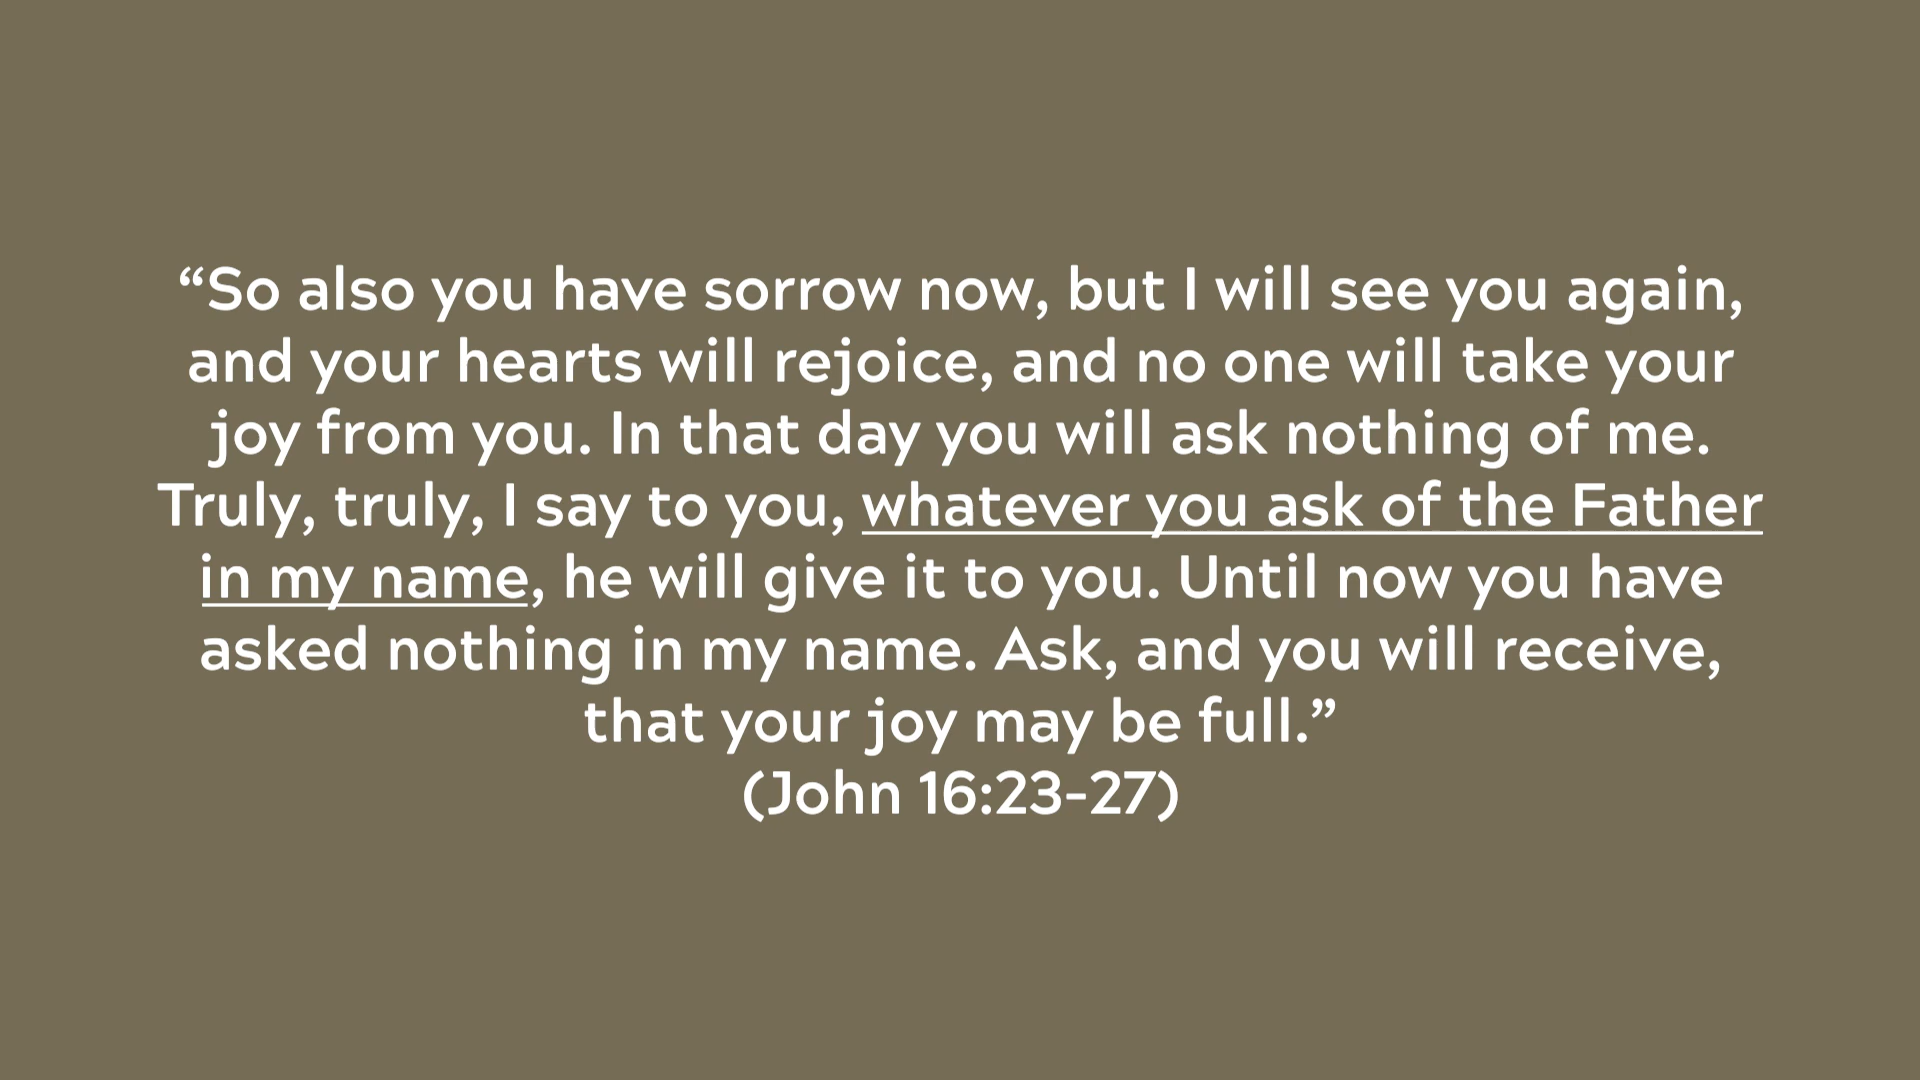 “So also you have sorrow now, but I will see you again,
and your hearts will rejoice, and no one will take your
joy from you. In that day you will ask nothing of me.
Truly, truly, I say to you, whatever you ask of the Father
in my name, he will give it to you. Until now you have
asked nothing in my name. Ask, and you will receive,
that your joy may be full.”
(John 16:23-27)